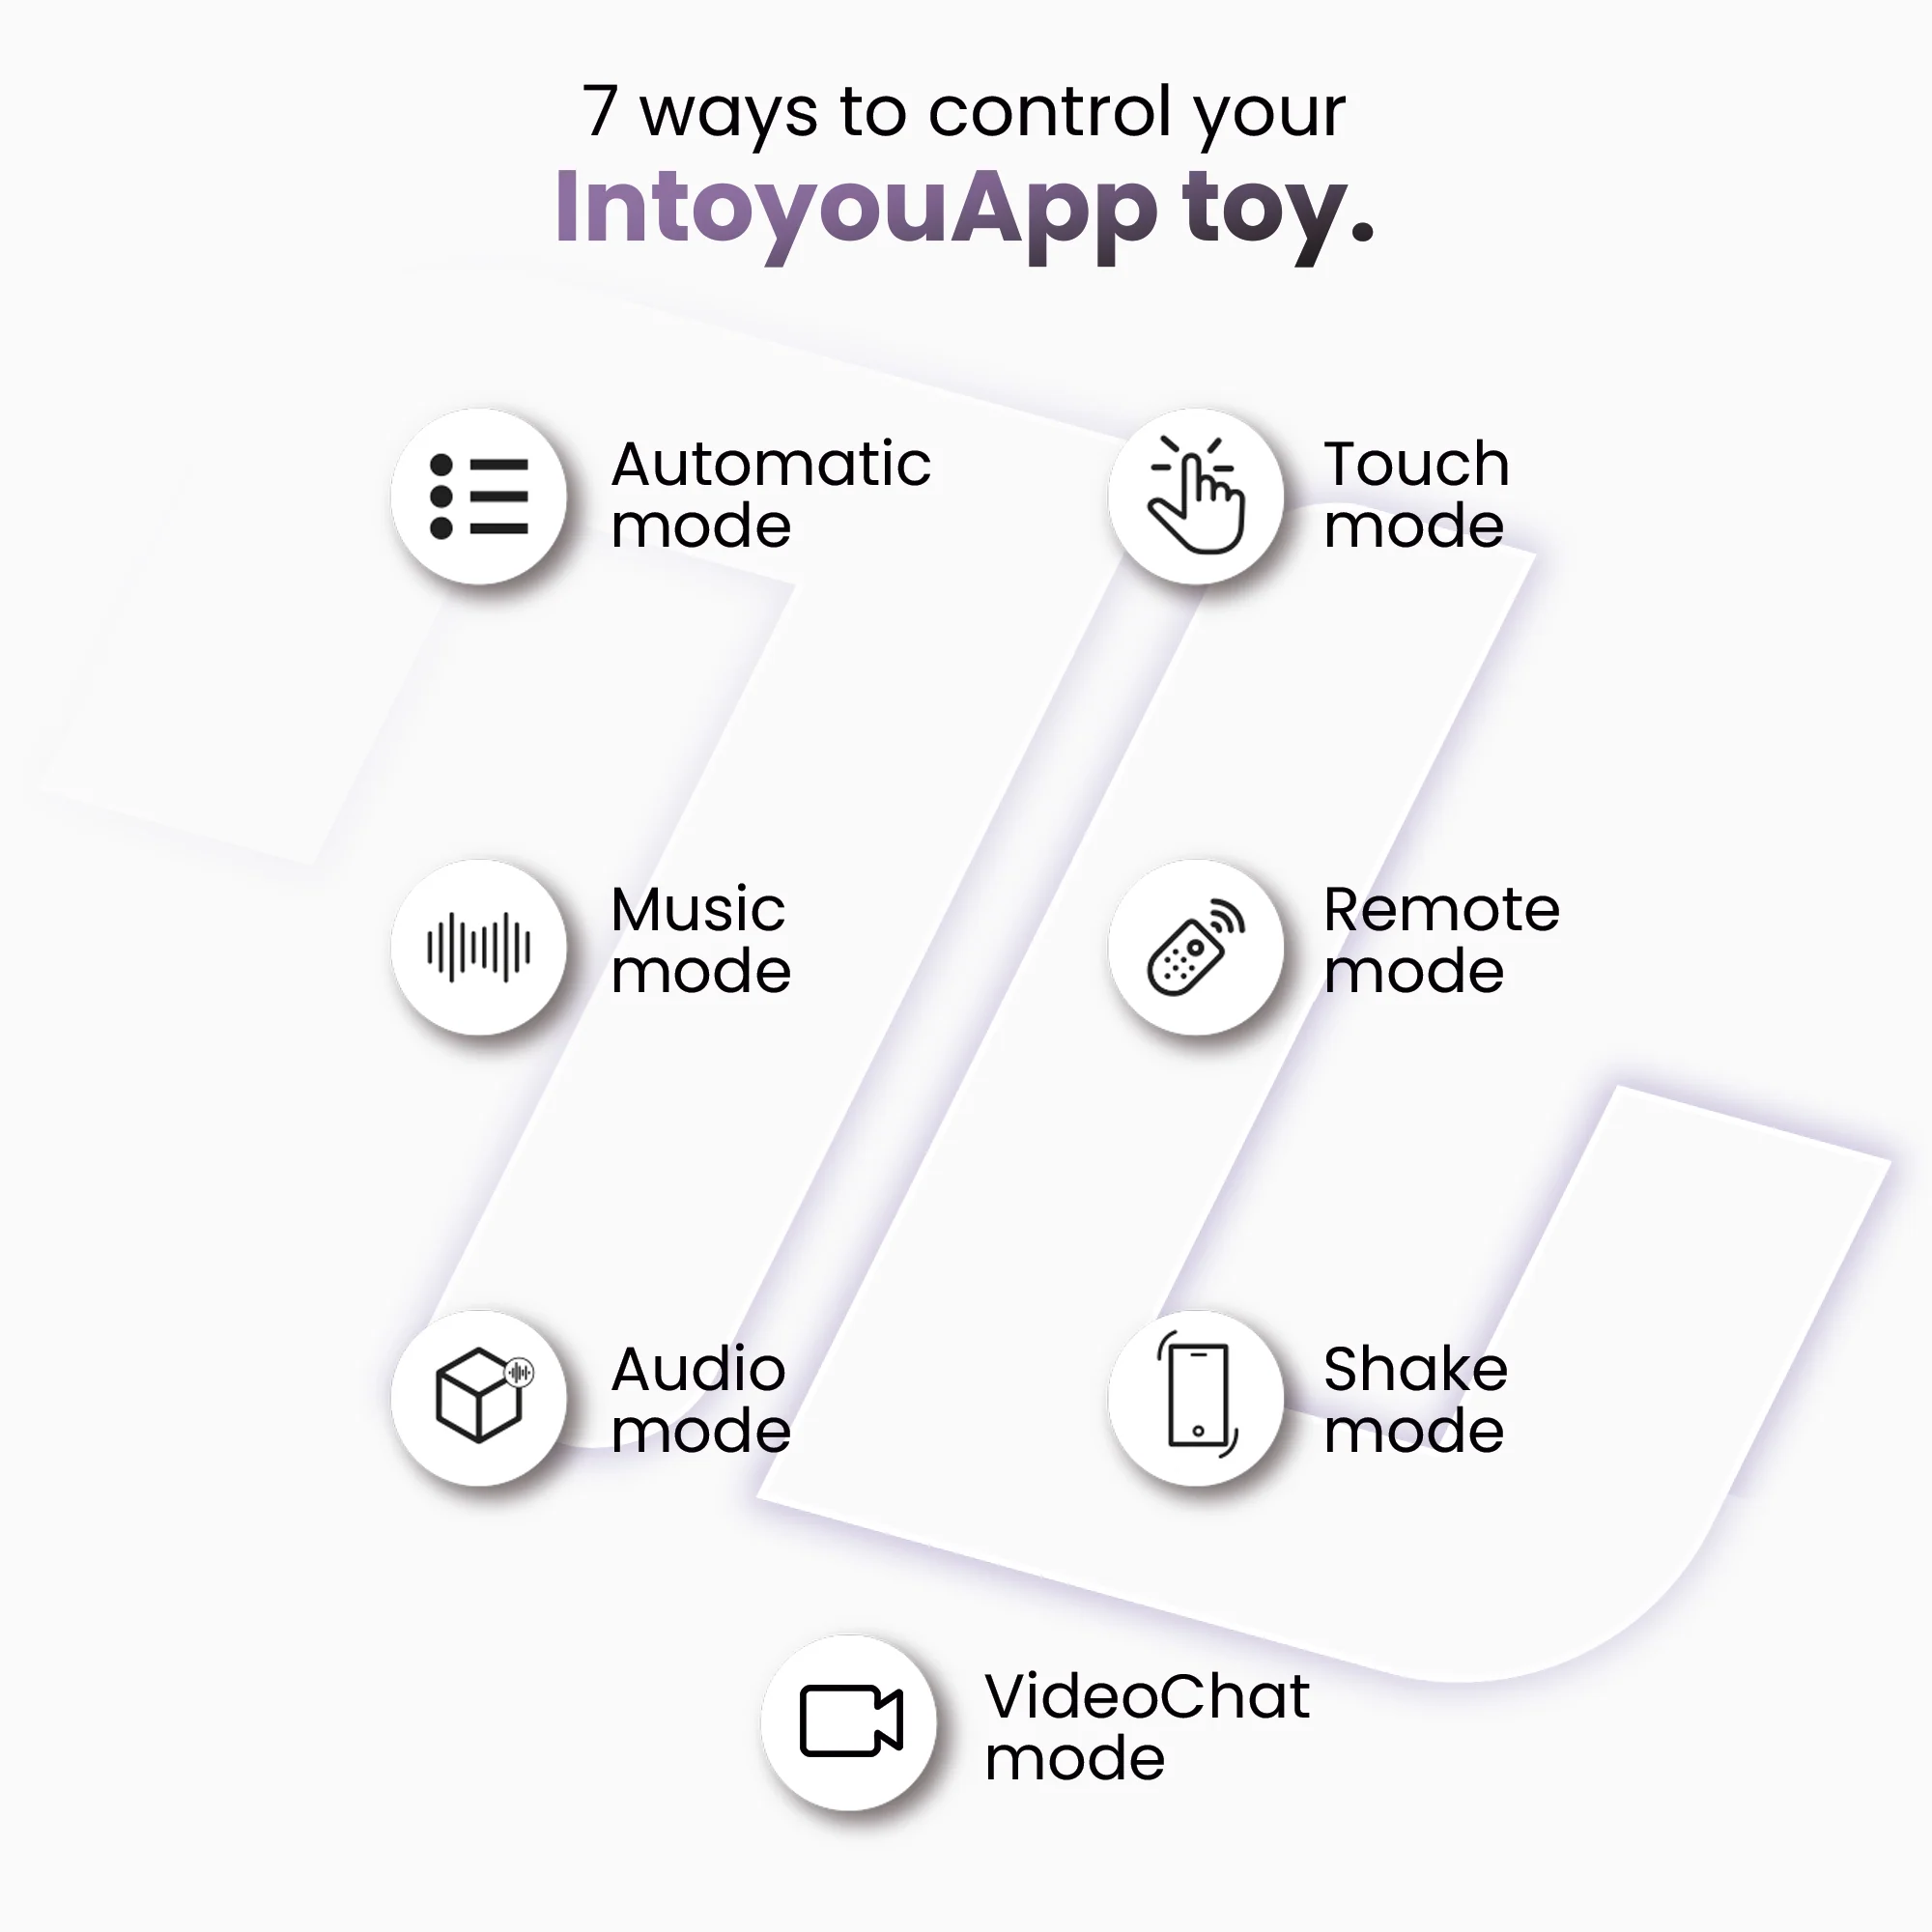 7 ways to control your
IntoyouApp toy.
Automatic
mode
Touch
mode
Music
mode
Remote
mode
Audio
mode
Shake
mode
VideoChat
mode